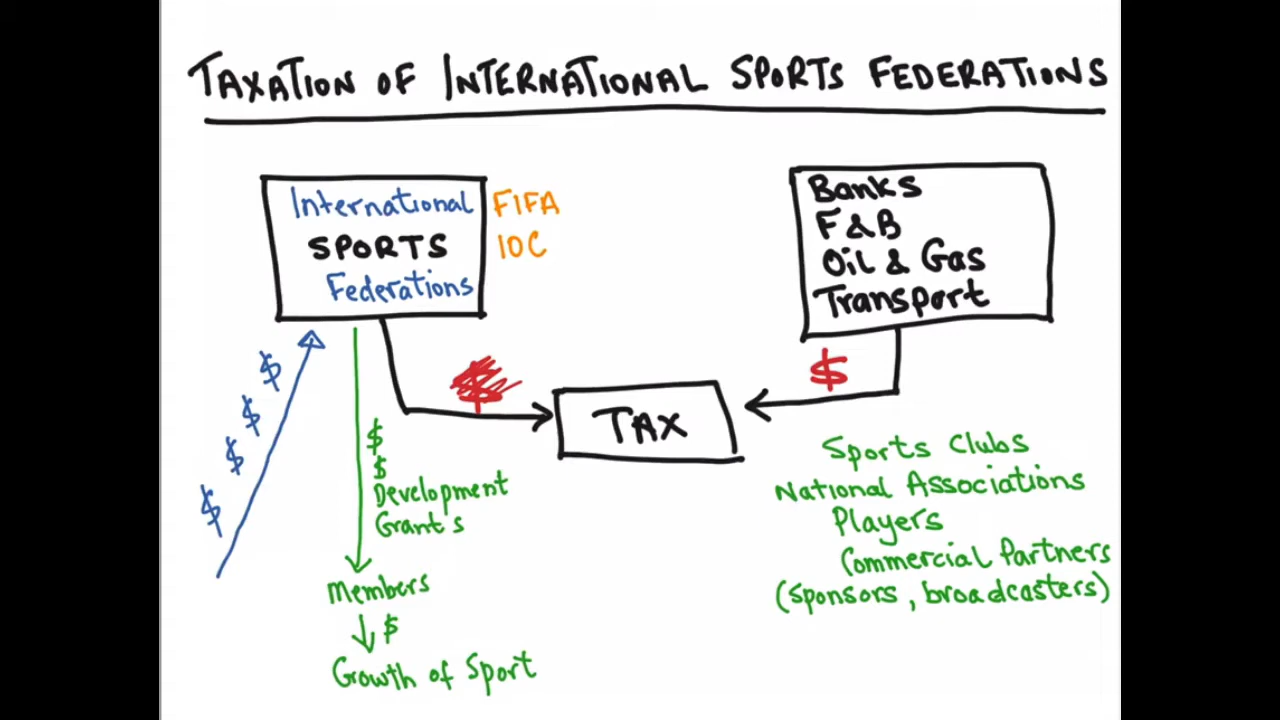 TAXATION OF INTERNATIONAL SPORTS FEDERATIONS
International
SPORTS
Federations
FIFA
IOC
Banks
F&B
Oil & Gas
Transport
$
$
$
$
$
$
TAX
$
$
$
Development
Grants
Members
$
Growth of Sport
Sports Clubs
National Associations
Players
Commercial Partners
(sponsors, broadcasters)